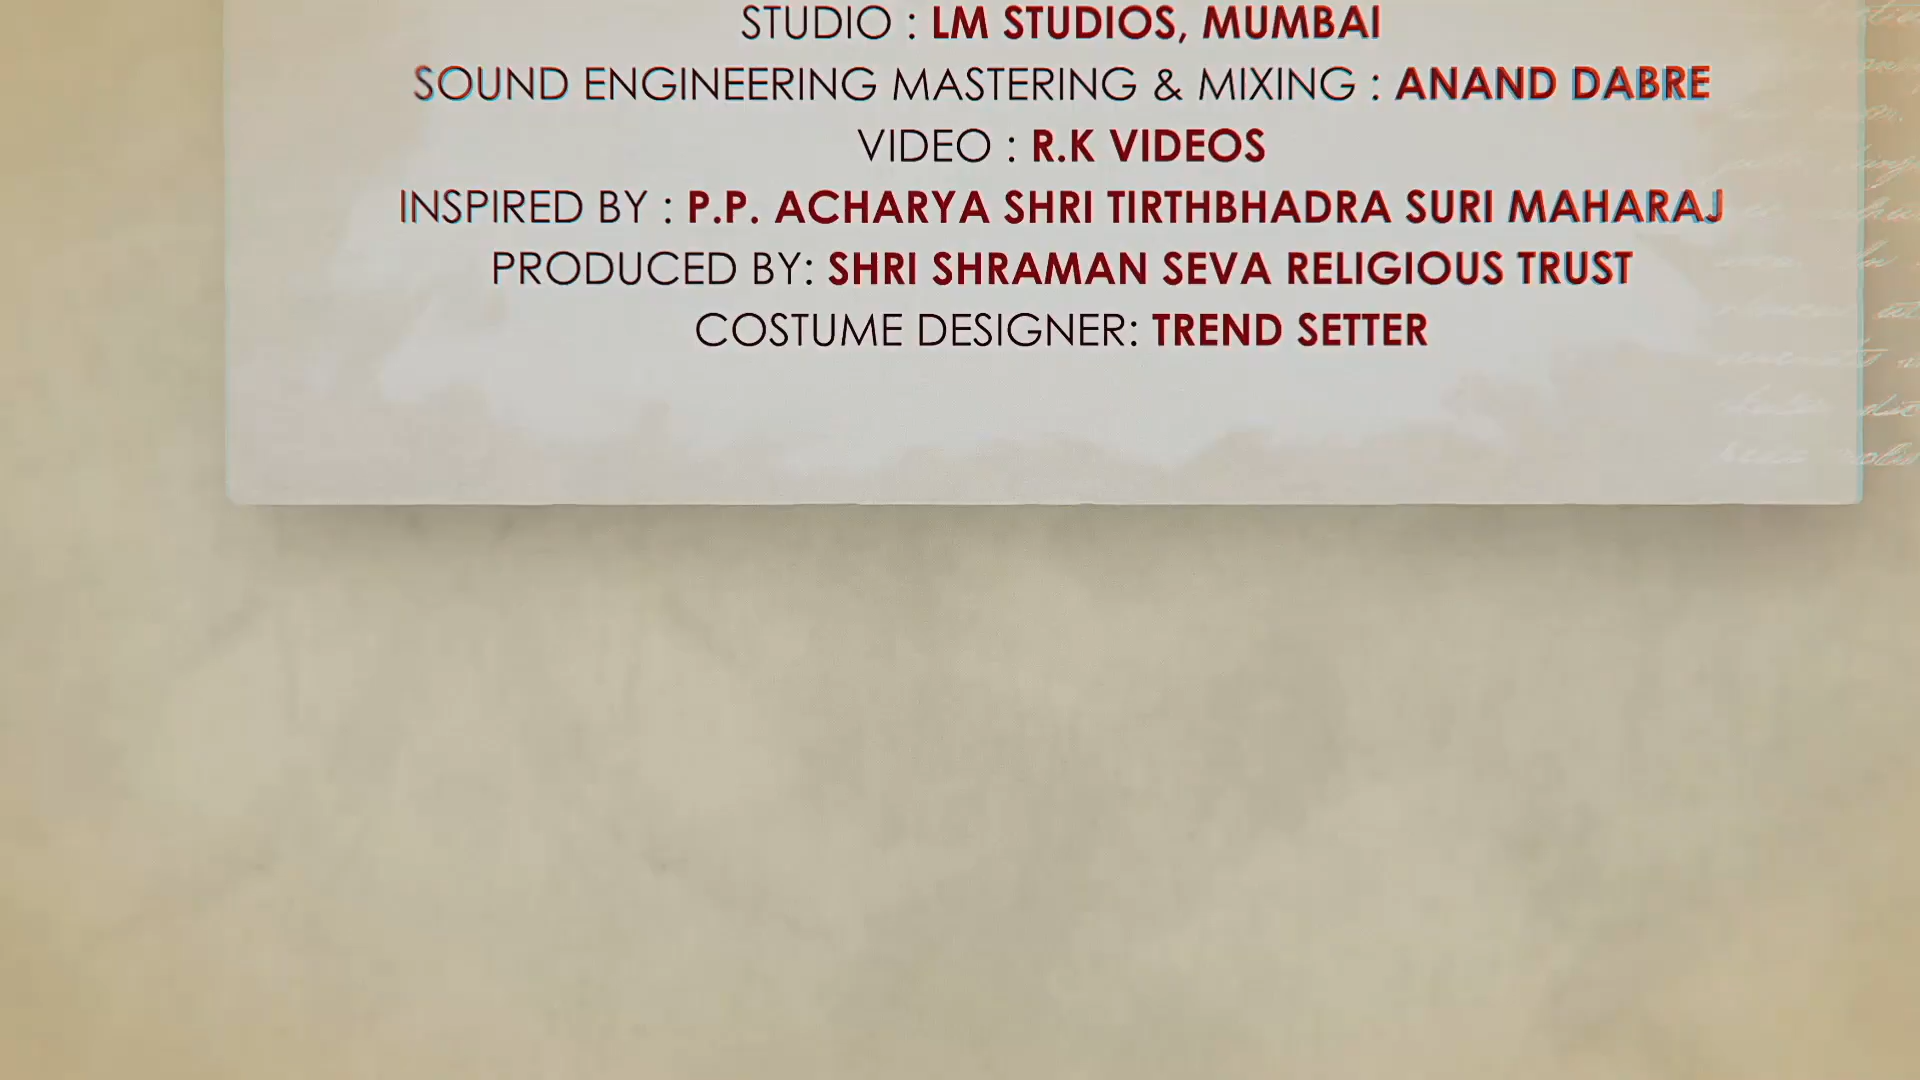 STUDIO : LM STUDIOS, MUMBAI
SOUND ENGINEERING MASTERING & MIXING : ANAND DABRE
VIDEO : R.K VIDEOS
INSPIRED BY : P.P. ACHARYA SHRI TIRTHBHADRA SURI MAHARAJ
PRODUCED BY: SHRI SHRAMAN SEVA RELIGIOUS TRUST
COSTUME DESIGNER: TREND SETTER